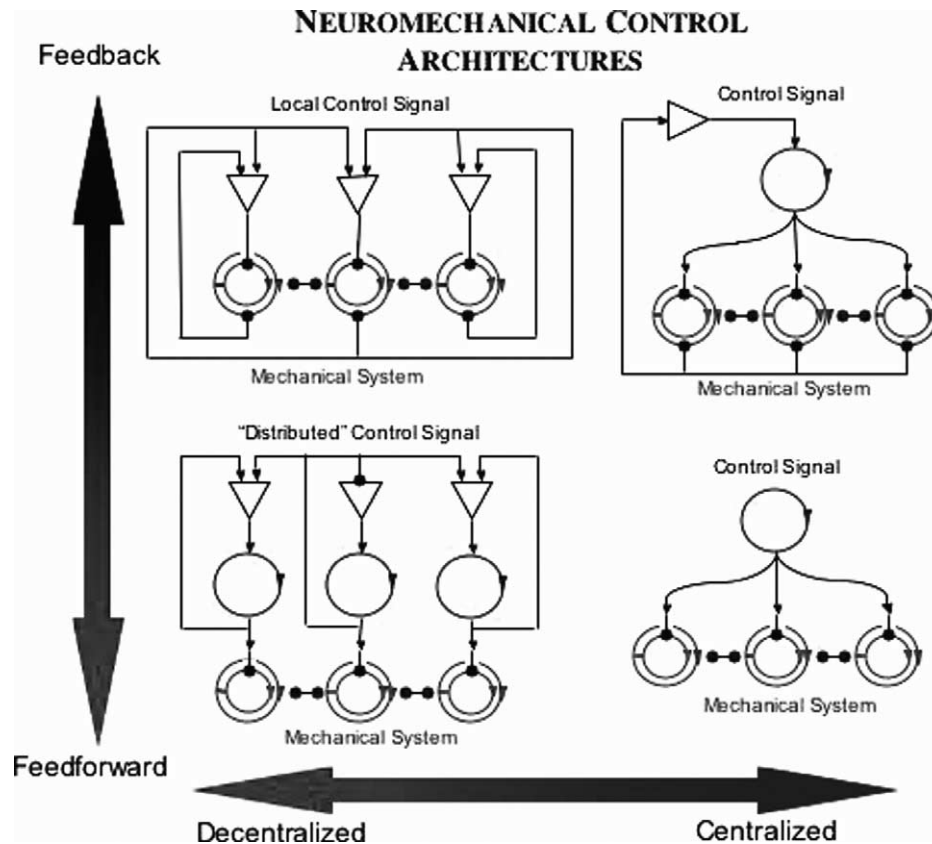 NEUROMECHANICAL CONTROL
ARCHITECTURES
Feedback
Local Control Signal
Control Signal
Mechanical System
Mechanical System
"Distributed" Control Signal
Control Signal
Mechanical System
Mechanical System
Feedforward
Decentralized
Centralized